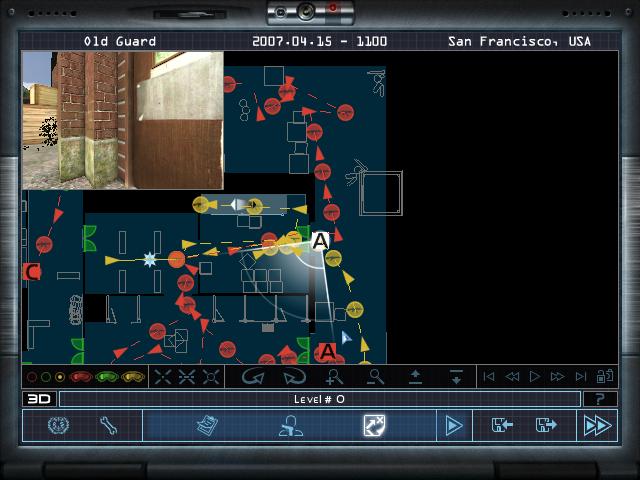 Old Guard
2007.04.15 - 1100
San Francisco, USA
A
C
A
3D
Level# 0
?